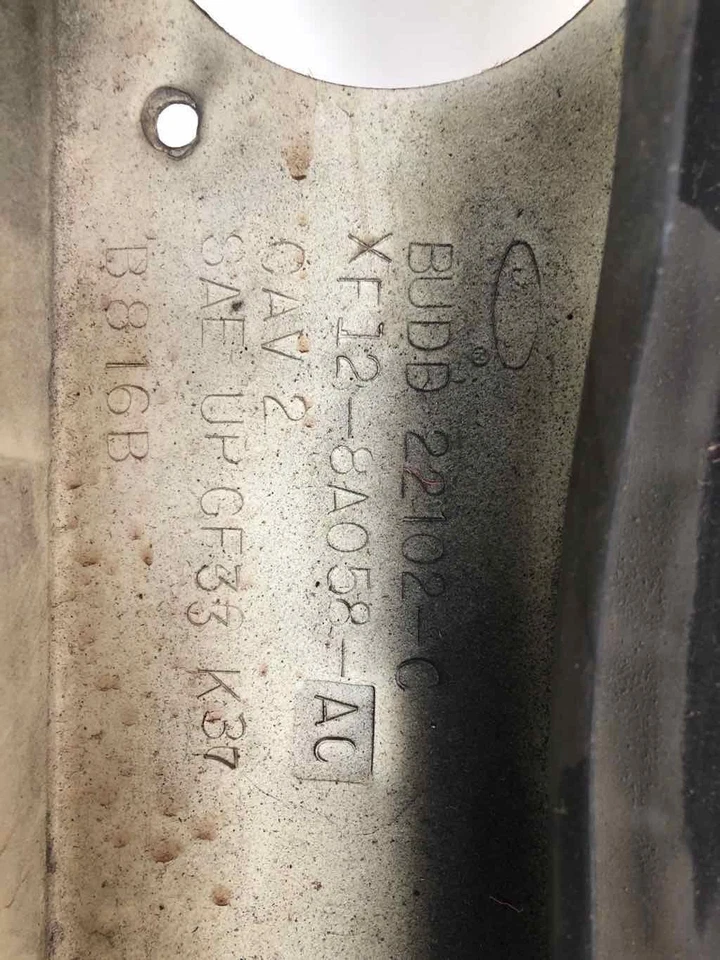 ®
BUDD 22102-C
XF12-8A058-AC
CAV 2
SAE UP GF33 K37
B816B